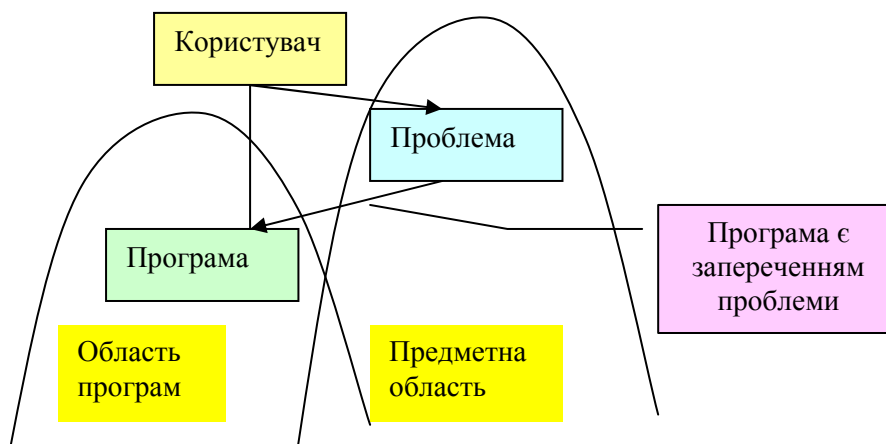 Користувач
Проблема
Програма
Програма є
запереченням
проблеми
Область
програм
Предметна
область